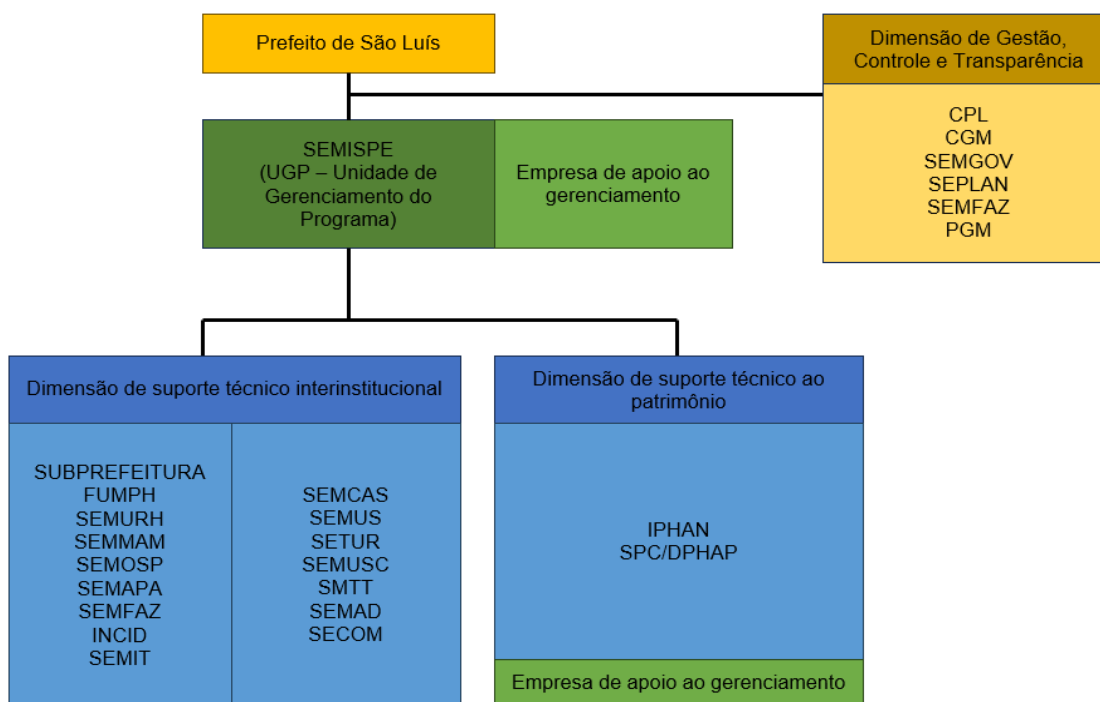 Prefeito de São Luís
Dimensão de Gestão,
Controle e Transparência
CPL
CGM
SEMGOV
SEPLAN
SEMFAZ
PGM
SEMISPE
(UGP – Unidade de
Gerenciamento do
Programa)
Empresa de apoio ao
gerenciamento
Dimensão de suporte técnico interinstitucional
SUBPREFEITURA
FUMPH
SEMURH
SEMMAM
SEMOSP
SEMAPA
SEMFAZ
INCID
SEMIT
SEMCAS
SEMUS
SETUR
SEMUSC
SMTT
SEMAD
SECOM
Dimensão de suporte técnico ao
patrimônio
IPHAN
SPC/DPHAP
Empresa de apoio ao gerenciamento